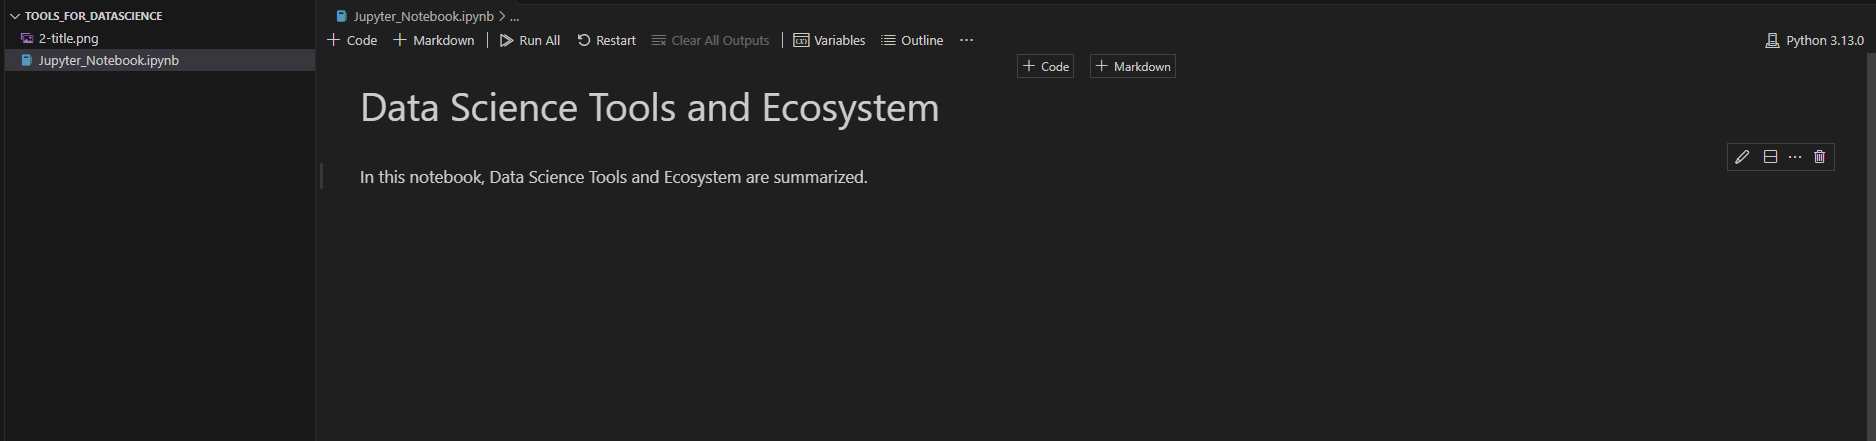 TOOLS_FOR_DATASCIENCE
2-title.png
Jupyter_Notebook.ipynb
Jupyter_Notebook.ipynb > ...
+ Code + Markdown Run All Restart Clear All Outputs Variables Outline ... Python 3.13.0
+ Code + Markdown
Data Science Tools and Ecosystem
In this notebook, Data Science Tools and Ecosystem are summarized.